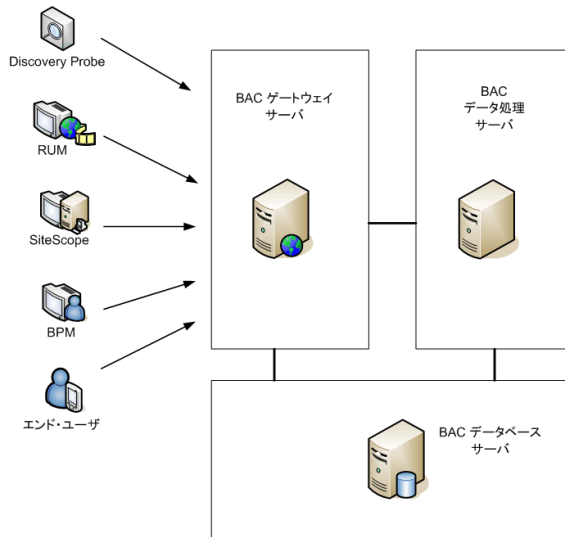 Discovery Probe
RUM
SiteScope
BPM
エンド・ユーザ
BAC ゲートウェイ
サーバ
BAC
データ処理
サーバ
BAC データベース
サーバ